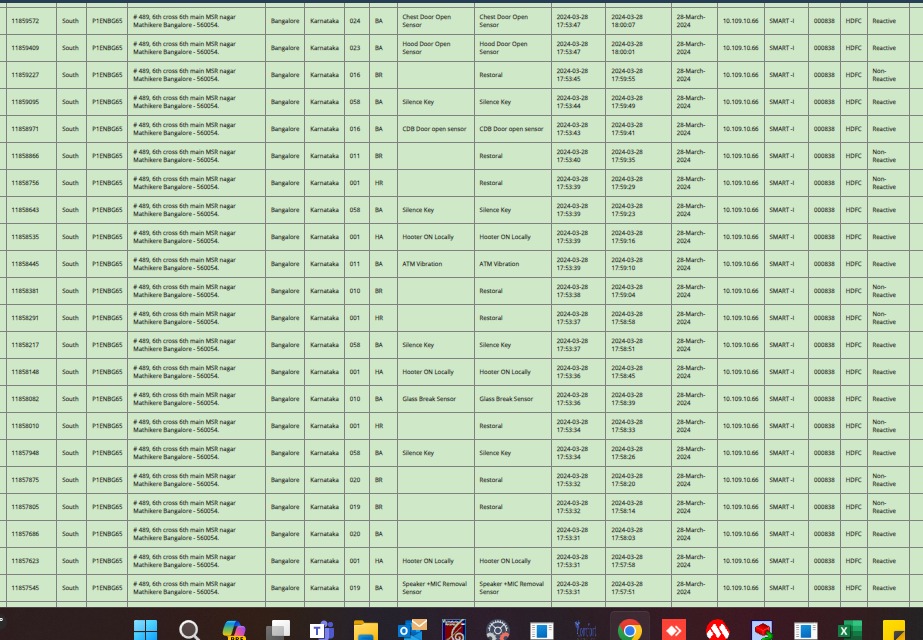 11859572 South P1ENBG65 # 489, 6th cross 6th main MSR nagar Mathikere Bangalore - 560054. Bangalore Karnataka 024 BA Chest Door Open Sensor Chest Door Open Sensor 2024-03-28 17:53:47 2024-03-28 18:00:07 28-March-2024 10.109.10.66 SMART -I 000838 HDFC Reactive
11859409 South P1ENBG65 # 489, 6th cross 6th main MSR nagar Mathikere Bangalore - 560054. Bangalore Karnataka 023 BA Hood Door Open Sensor Hood Door Open Sensor 2024-03-28 17:53:47 2024-03-28 18:00:01 28-March-2024 10.109.10.66 SMART -I 000838 HDFC Reactive
11859227 South P1ENBG65 # 489, 6th cross 6th main MSR nagar Mathikere Bangalore - 560054. Bangalore Karnataka 016 BR Restoral 2024-03-28 17:53:45 2024-03-28 17:59:55 28-March-2024 10.109.10.66 SMART -I 000838 HDFC Non-Reactive
11859095 South P1ENBG65 # 489, 6th cross 6th main MSR nagar Mathikere Bangalore - 560054. Bangalore Karnataka 058 BA Silence Key Silence Key 2024-03-28 17:53:44 2024-03-28 17:59:49 28-March-2024 10.109.10.66 SMART -I 000838 HDFC Reactive
11858971 South P1ENBG65 # 489, 6th cross 6th main MSR nagar Mathikere Bangalore - 560054. Bangalore Karnataka 016 BA CDB Door open sensor CDB Door open sensor 2024-03-28 17:53:43 2024-03-28 17:59:41 28-March-2024 10.109.10.66 SMART -I 000838 HDFC Reactive
11858866 South P1ENBG65 # 489, 6th cross 6th main MSR nagar Mathikere Bangalore - 560054. Bangalore Karnataka 011 BR Restoral 2024-03-28 17:53:40 2024-03-28 17:59:35 28-March-2024 10.109.10.66 SMART -I 000838 HDFC Non-Reactive
11858756 South P1ENBG65 # 489, 6th cross 6th main MSR nagar Mathikere Bangalore - 560054. Bangalore Karnataka 001 HR Restoral 2024-03-28 17:53:39 2024-03-28 17:59:29 28-March-2024 10.109.10.66 SMART -I 000838 HDFC Non-Reactive
11858643 South P1ENBG65 # 489, 6th cross 6th main MSR nagar Mathikere Bangalore - 560054. Bangalore Karnataka 058 BA Silence Key Silence Key 2024-03-28 17:53:39 2024-03-28 17:59:23 28-March-2024 10.109.10.66 SMART -I 000838 HDFC Reactive
11858535 South P1ENBG65 # 489, 6th cross 6th main MSR nagar Mathikere Bangalore - 560054. Bangalore Karnataka 001 HA Hooter ON Locally Hooter ON Locally 2024-03-28 17:53:39 2024-03-28 17:59:16 28-March-2024 10.109.10.66 SMART -I 000838 HDFC Reactive
11858445 South P1ENBG65 # 489, 6th cross 6th main MSR nagar Mathikere Bangalore - 560054. Bangalore Karnataka 011 BA ATM Vibration ATM Vibration 2024-03-28 17:53:39 2024-03-28 17:59:10 28-March-2024 10.109.10.66 SMART -I 000838 HDFC Reactive
11858381 South P1ENBG65 # 489, 6th cross 6th main MSR nagar Mathikere Bangalore - 560054. Bangalore Karnataka 010 BR Restoral 2024-03-28 17:53:38 2024-03-28 17:59:04 28-March-2024 10.109.10.66 SMART -I 000838 HDFC Non-Reactive
11858291 South P1ENBG65 # 489, 6th cross 6th main MSR nagar Mathikere Bangalore - 560054. Bangalore Karnataka 001 HR Restoral 2024-03-28 17:53:37 2024-03-28 17:58:58 28-March-2024 10.109.10.66 SMART -I 000838 HDFC Non-Reactive
11858217 South P1ENBG65 # 489, 6th cross 6th main MSR nagar Mathikere Bangalore - 560054. Bangalore Karnataka 058 BA Silence Key Silence Key 2024-03-28 17:53:37 2024-03-28 17:58:51 28-March-2024 10.109.10.66 SMART -I 000838 HDFC Reactive
11858148 South P1ENBG65 # 489, 6th cross 6th main MSR nagar Mathikere Bangalore - 560054. Bangalore Karnataka 001 HA Hooter ON Locally Hooter ON Locally 2024-03-28 17:53:36 2024-03-28 17:58:45 28-March-2024 10.109.10.66 SMART -I 000838 HDFC Reactive
11858082 South P1ENBG65 # 489, 6th cross 6th main MSR nagar Mathikere Bangalore - 560054. Bangalore Karnataka 010 BA Glass Break Sensor Glass Break Sensor 2024-03-28 17:53:36 2024-03-28 17:58:39 28-March-2024 10.109.10.66 SMART -I 000838 HDFC Reactive
11858010 South P1ENBG65 # 489, 6th cross 6th main MSR nagar Mathikere Bangalore - 560054. Bangalore Karnataka 001 HR Restoral 2024-03-28 17:53:34 2024-03-28 17:58:33 28-March-2024 10.109.10.66 SMART -I 000838 HDFC Non-Reactive
11857948 South P1ENBG65 # 489, 6th cross 6th main MSR nagar Mathikere Bangalore - 560054. Bangalore Karnataka 058 BA Silence Key Silence Key 2024-03-28 17:53:34 2024-03-28 17:58:26 28-March-2024 10.109.10.66 SMART -I 000838 HDFC Reactive
11857875 South P1ENBG65 # 489, 6th cross 6th main MSR nagar Mathikere Bangalore - 560054. Bangalore Karnataka 020 BR Restoral 2024-03-28 17:53:32 2024-03-28 17:58:20 28-March-2024 10.109.10.66 SMART -I 000838 HDFC Non-Reactive
11857805 South P1ENBG65 # 489, 6th cross 6th main MSR nagar Mathikere Bangalore - 560054. Bangalore Karnataka 019 BR Restoral 2024-03-28 17:53:32 2024-03-28 17:58:14 28-March-2024 10.109.10.66 SMART -I 000838 HDFC Non-Reactive
11857686 South P1ENBG65 # 489, 6th cross 6th main MSR nagar Mathikere Bangalore - 560054. Bangalore Karnataka 020 BA 2024-03-28 17:53:31 2024-03-28 17:58:03 28-March-2024 10.109.10.66 SMART -I 000838 HDFC Reactive
11857623 South P1ENBG65 # 489, 6th cross 6th main MSR nagar Mathikere Bangalore - 560054. Bangalore Karnataka 001 HA Hooter ON Locally Hooter ON Locally 2024-03-28 17:53:31 2024-03-28 17:57:58 28-March-2024 10.109.10.66 SMART -I 000838 HDFC Reactive
11857545 South P1ENBG65 # 489, 6th cross 6th main MSR nagar Mathikere Bangalore - 560054. Bangalore Karnataka 019 BA Speaker +MIC Removal Sensor Speaker +MIC Removal Sensor 2024-03-28 17:53:31 2024-03-28 17:57:51 28-March-2024 10.109.10.66 SMART -I 000838 HDFC Reactive